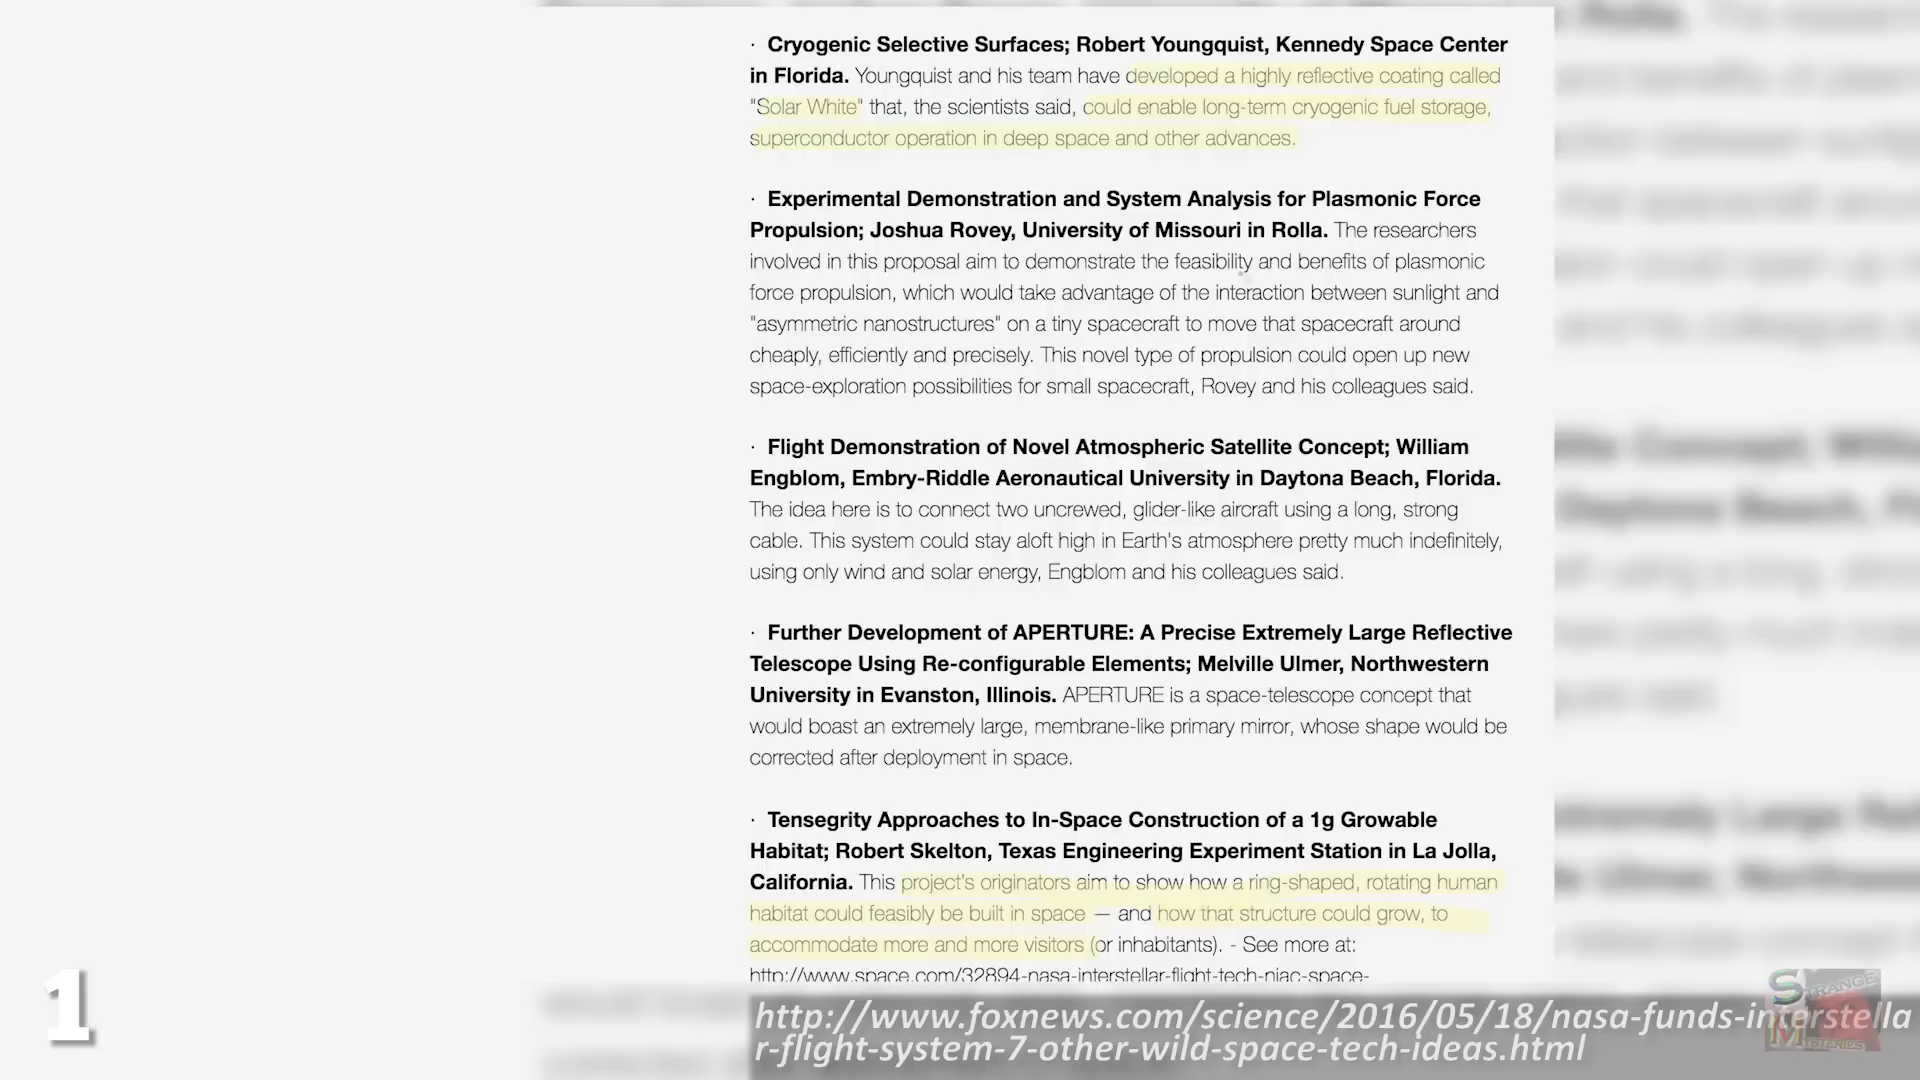 · Cryogenic Selective Surfaces; Robert Youngquist, Kennedy Space Center
in Florida. Youngquist and his team have developed a highly reflective coating called
"Solar White" that, the scientists said, could enable long-term cryogenic fuel storage,
superconductor operation in deep space and other advances.
· Experimental Demonstration and System Analysis for Plasmonic Force
Propulsion; Joshua Rovey, University of Missouri in Rolla. The researchers
involved in this proposal aim to demonstrate the feasibility and benefits of plasmonic
force propulsion, which would take advantage of the interaction between sunlight and
"asymmetric nanostructures" on a tiny spacecraft to move that spacecraft around
cheaply, efficiently and precisely. This novel type of propulsion could open up new
space-exploration possibilities for small spacecraft, Rovey and his colleagues said.
· Flight Demonstration of Novel Atmospheric Satellite Concept; William
Engblom, Embry-Riddle Aeronautical University in Daytona Beach, Florida.
The idea here is to connect two uncrewed, glider-like aircraft using a long, strong
cable. This system could stay aloft high in Earth's atmosphere pretty much indefinitely,
using only wind and solar energy, Engblom and his colleagues said.
· Further Development of APERTURE: A Precise Extremely Large Reflective
Telescope Using Re-configurable Elements; Melville Ulmer, Northwestern
University in Evanston, Illinois. APERTURE is a space-telescope concept that
would boast an extremely large, membrane-like primary mirror, whose shape would be
corrected after deployment in space.
· Tensegrity Approaches to In-Space Construction of a 1g Growable
Habitat; Robert Skelton, Texas Engineering Experiment Station in La Jolla,
California. This project's originators aim to show how a ring-shaped, rotating human
habitat could feasibly be built in space — and how that structure could grow, to
accommodate more and more visitors (or inhabitants). - See more at:
http://www.space.com/32894-nasa-interstellar-flight-tech-niac-space-
1
http://www.foxnews.com/science/2016/05/18/nasa-funds-interstella
r-flight-system-7-other-wild-space-tech-ideas.html
STRANGE
MYSTERIES